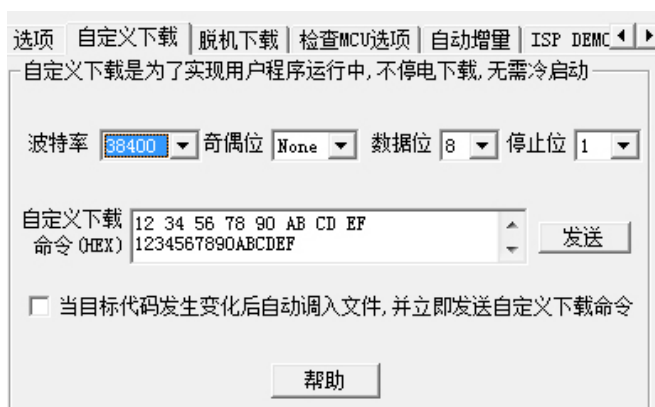 选项 自定义下载 脱机下载 检查MCU选项 自动增量 ISP DEMO
自定义下载是为了实现用户程序运行中,不停电下载,无需冷启动
波特率 38400 奇偶位 None 数据位 8 停止位 1
自定义下载 12 34 56 78 90 AB CD EF
命令(HEX) 1234567890ABCDEF 发送
当目标代码发生变化后自动调入文件,并立即发送自定义下载命令
帮助